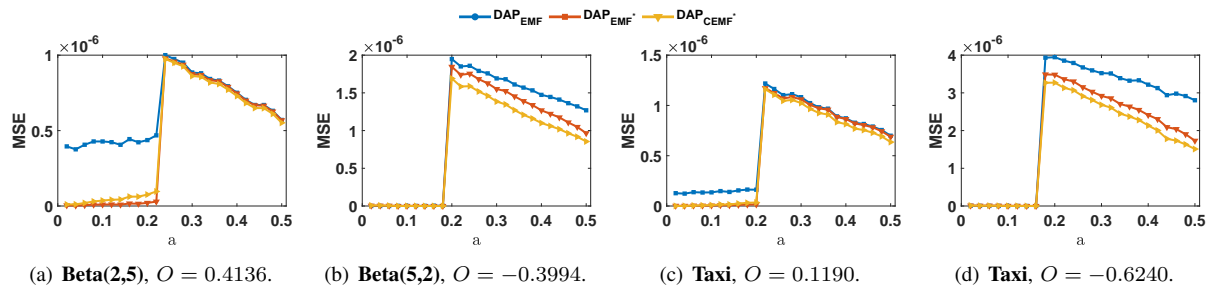 DAP_EMF DAP_EMF* DAP_CEMF*
×10^-6
MSE
1
0.5
0
0 0.1 0.2 0.3 0.4 0.5
a
(a) Beta(2,5), O = 0.4136.
×10^-6
MSE
2
1.5
1
0.5
0
0 0.1 0.2 0.3 0.4 0.5
a
(b) Beta(5,2), O = −0.3994.
×10^-6
MSE
1.5
1
0.5
0
0 0.1 0.2 0.3 0.4 0.5
a
(c) Taxi, O = 0.1190.
×10^-6
MSE
4
3
2
1
0
0 0.1 0.2 0.3 0.4 0.5
a
(d) Taxi, O = −0.6240.